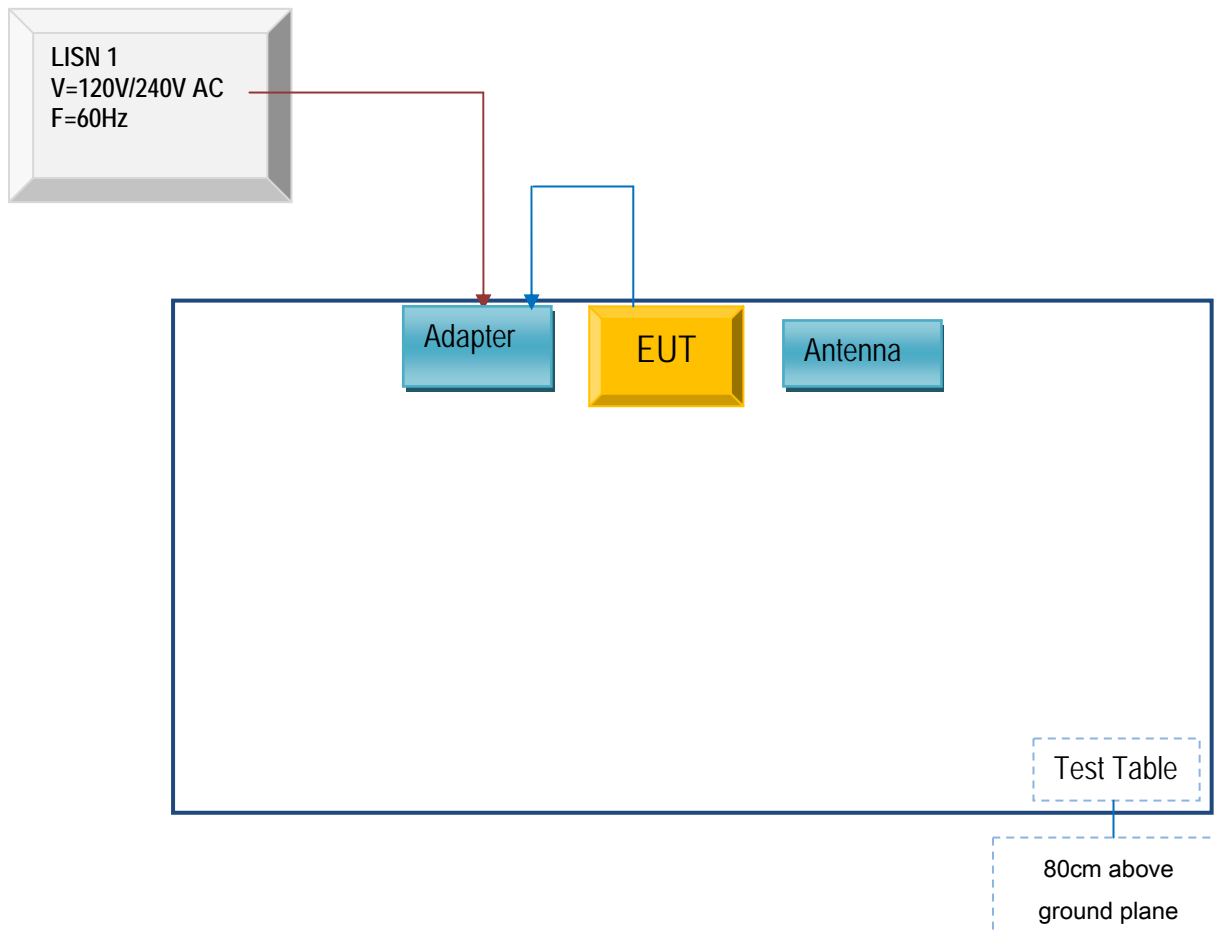 LISN 1
V=120V/240V AC
F=60Hz
Adapter
EUT
Antenna
Test Table
80cm above
ground plane